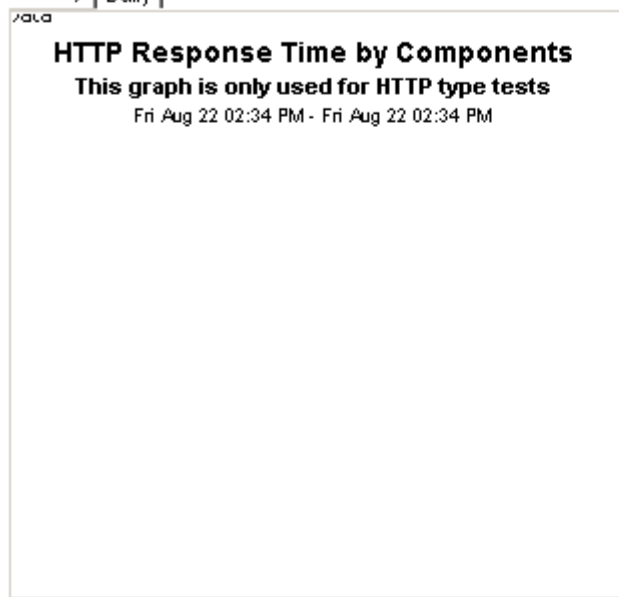 Daily
HTTP Response Time by Components
This graph is only used for HTTP type tests
Fri Aug 22 02:34 PM - Fri Aug 22 02:34 PM